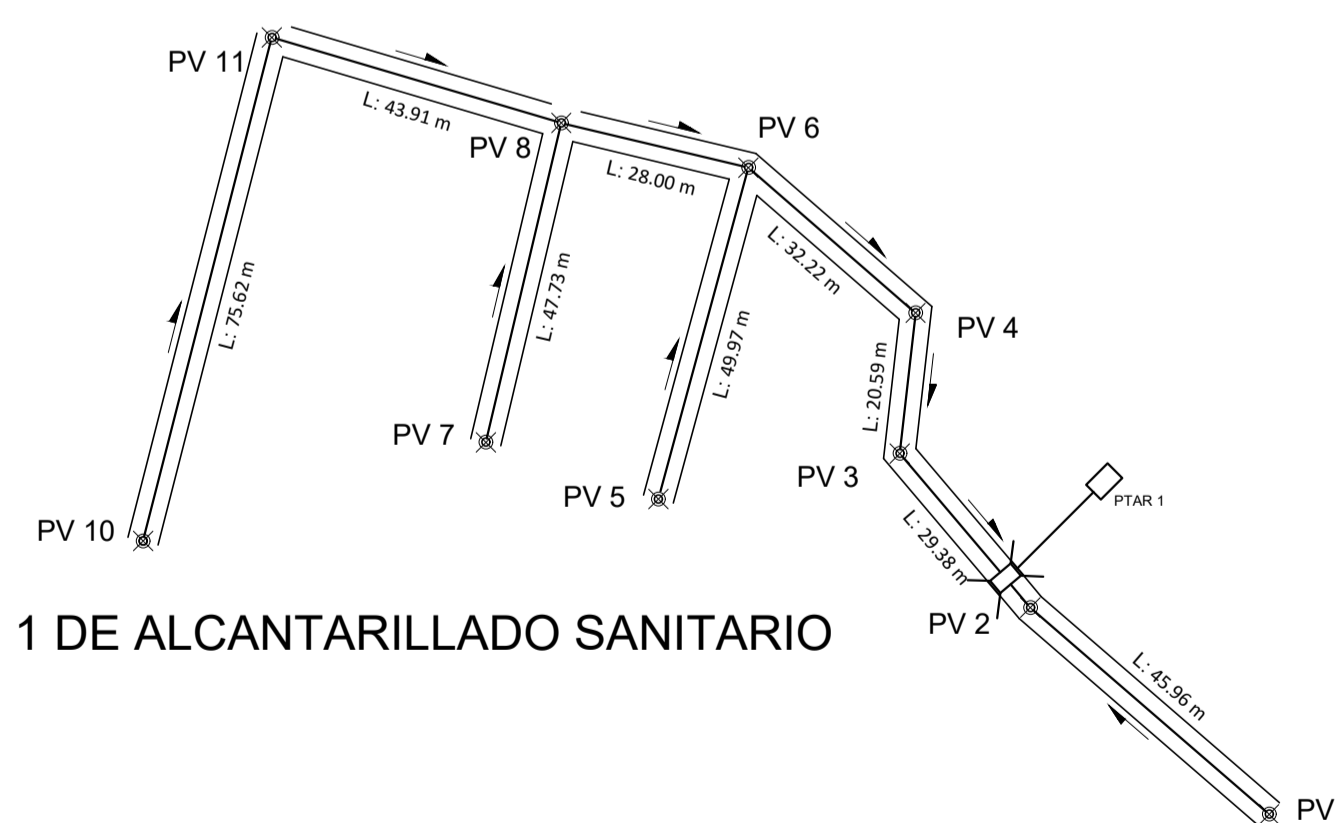 PV 11
L: 43.91 m
PV 8
PV 6
L: 28.00 m
L: 32.22 m
L: 75.62 m
L: 47.73 m
L: 49.97 m
PV 4
L: 20.59 m
PV 7
PV 5
PV 3
PTAR 1
PV 10
L: 29.38 m
PV 2
1 DE ALCANTARILLADO SANITARIO
L: 45.96 m
PV